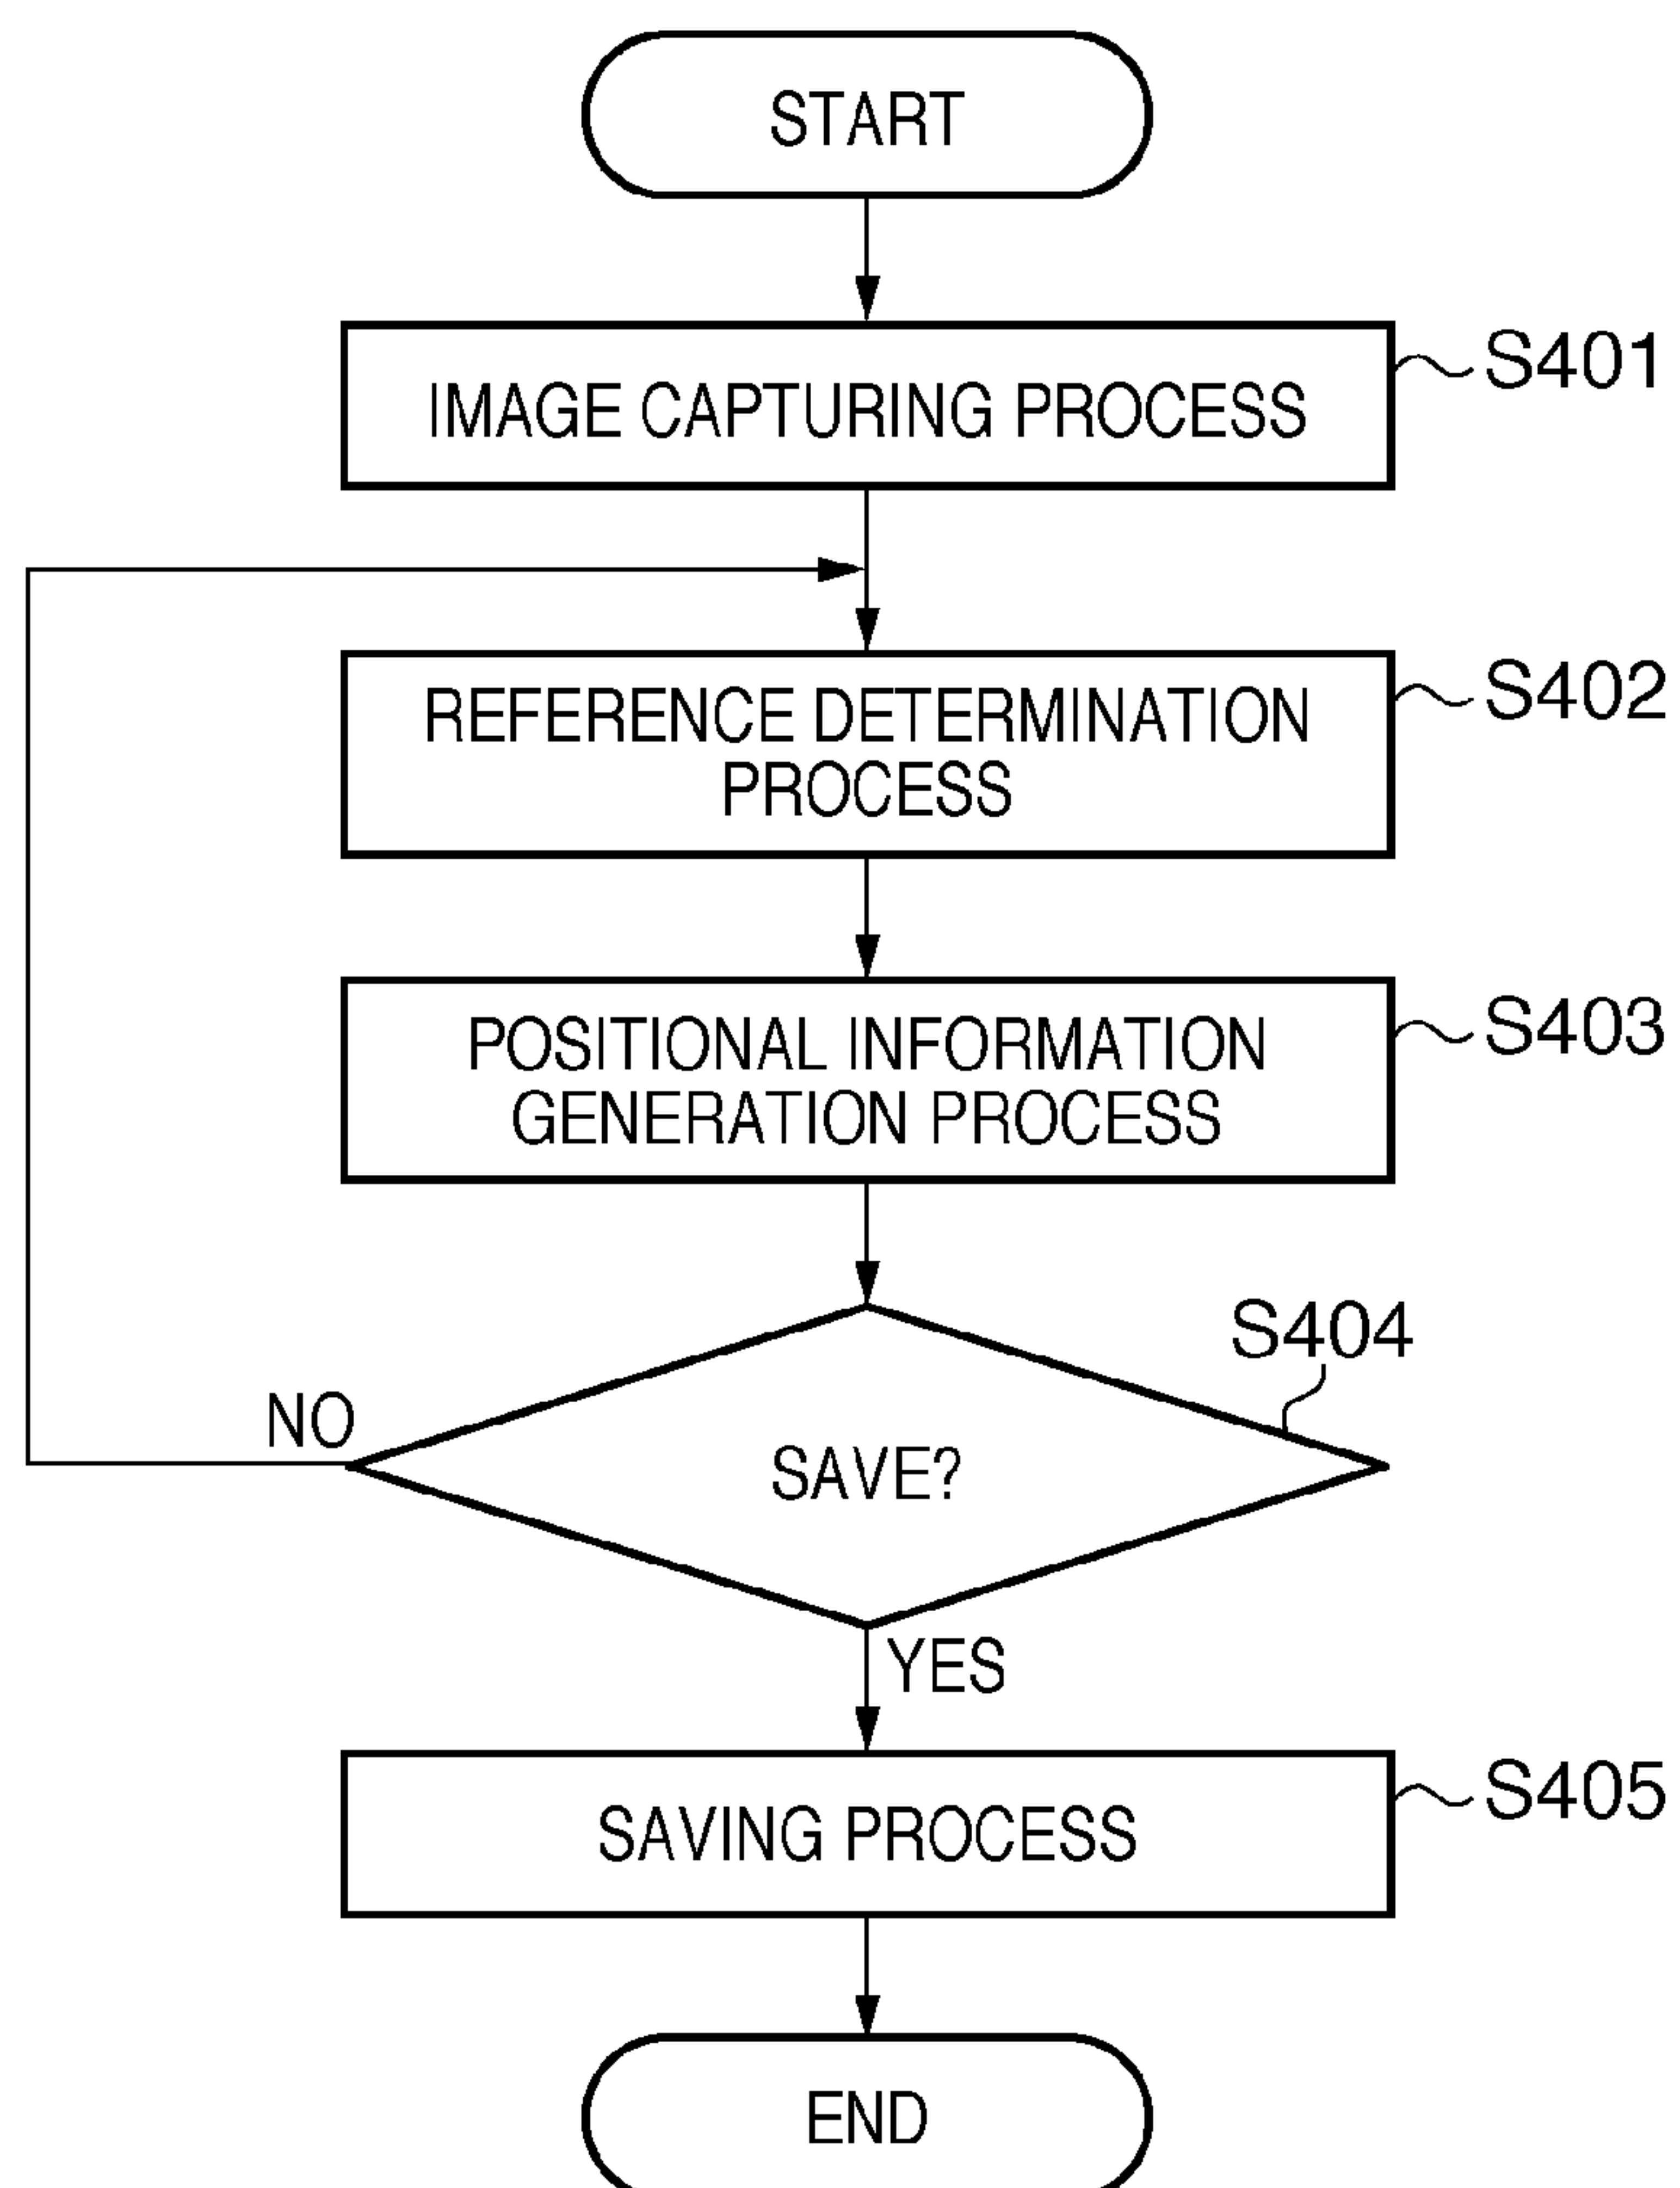 START
IMAGE CAPTURING PROCESS
S401
REFERENCE DETERMINATION
PROCESS
S402
POSITIONAL INFORMATION
GENERATION PROCESS
S403
S404
NO
SAVE?
YES
SAVING PROCESS
S405
END